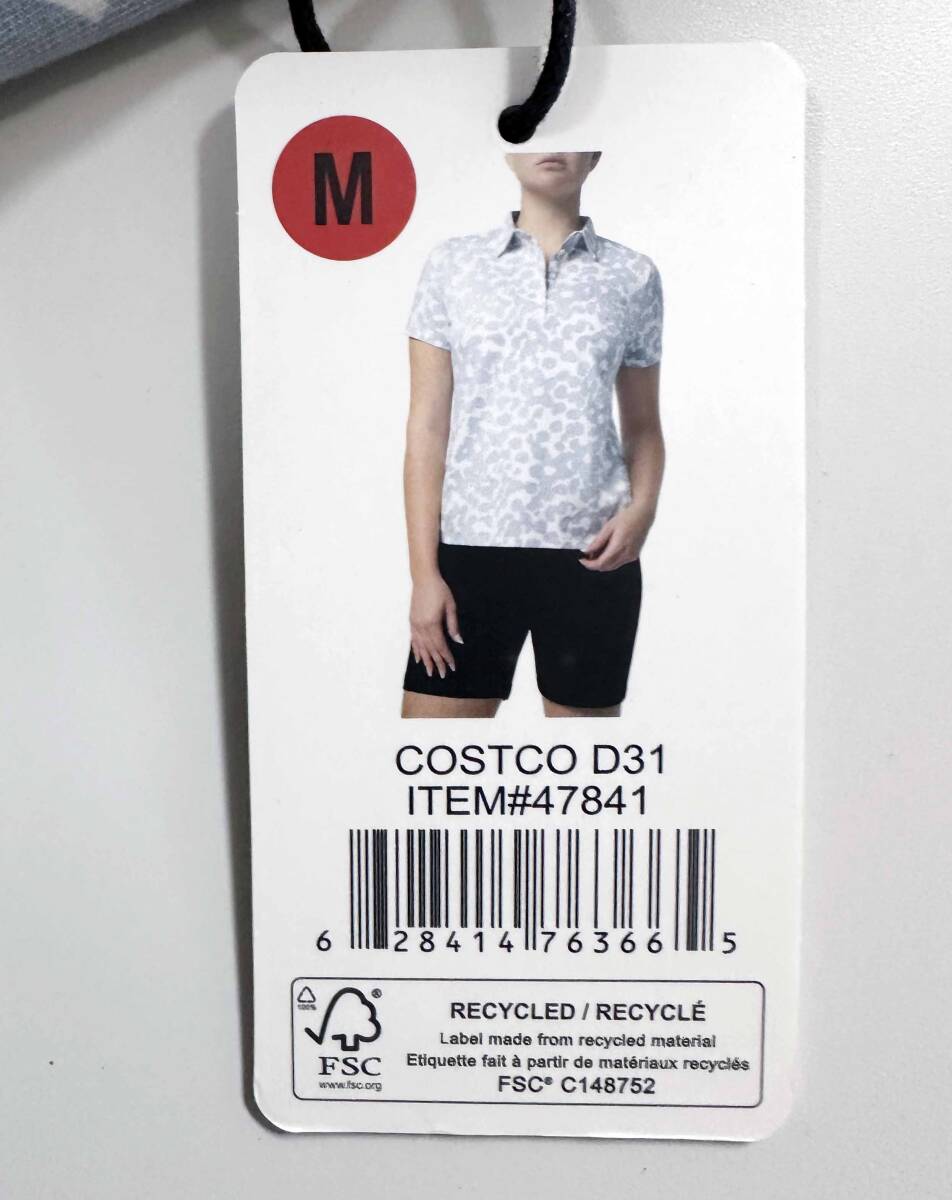 M
COSTCO D31
ITEM#47841
6 28414 76366 5
100%
®
FSC
www.fsc.org
RECYCLED / RECYCLÉ
Label made from recycled material
Etiquette fait à partir de matériaux recyclés
FSC® C148752